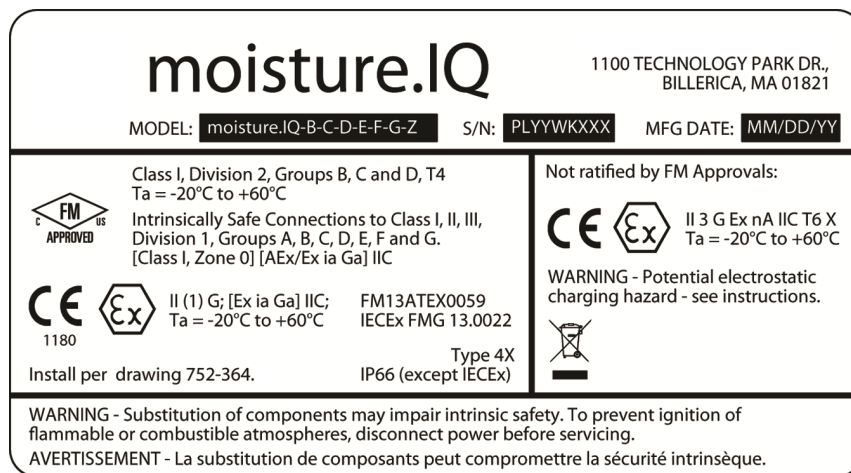 moisture.IQ
1100 TECHNOLOGY PARK DR.,
BILLERICA, MA 01821
MODEL: moisture.IQ-B-C-D-E-F-G-Z S/N: PLYYWKXXX MFG DATE: MM/DD/YY
Class I, Division 2, Groups B, C and D, T4
Ta = -20°C to +60°C
Intrinsically Safe Connections to Class I, II, III,
Division 1, Groups A, B, C, D, E, F and G.
[Class I, Zone 0] [AEx/Ex ia Ga] IIC
C FM US
APPROVED
CE Ex
1180
II (1) G; [Ex ia Ga] IIC;
Ta = -20°C to +60°C
FM13ATEX0059
IECEx FMG 13.0022
Type 4X
IP66 (except IECEx)
Install per drawing 752-364.
Not ratified by FM Approvals:
CE Ex
II 3 G Ex nA IIC T6 X
Ta = -20°C to +60°C
WARNING - Potential electrostatic
charging hazard - see instructions.
WARNING - Substitution of components may impair intrinsic safety. To prevent ignition of
flammable or combustible atmospheres, disconnect power before servicing.
AVERTISSEMENT - La substitution de composants peut compromettre la sécurité intrinsèque.